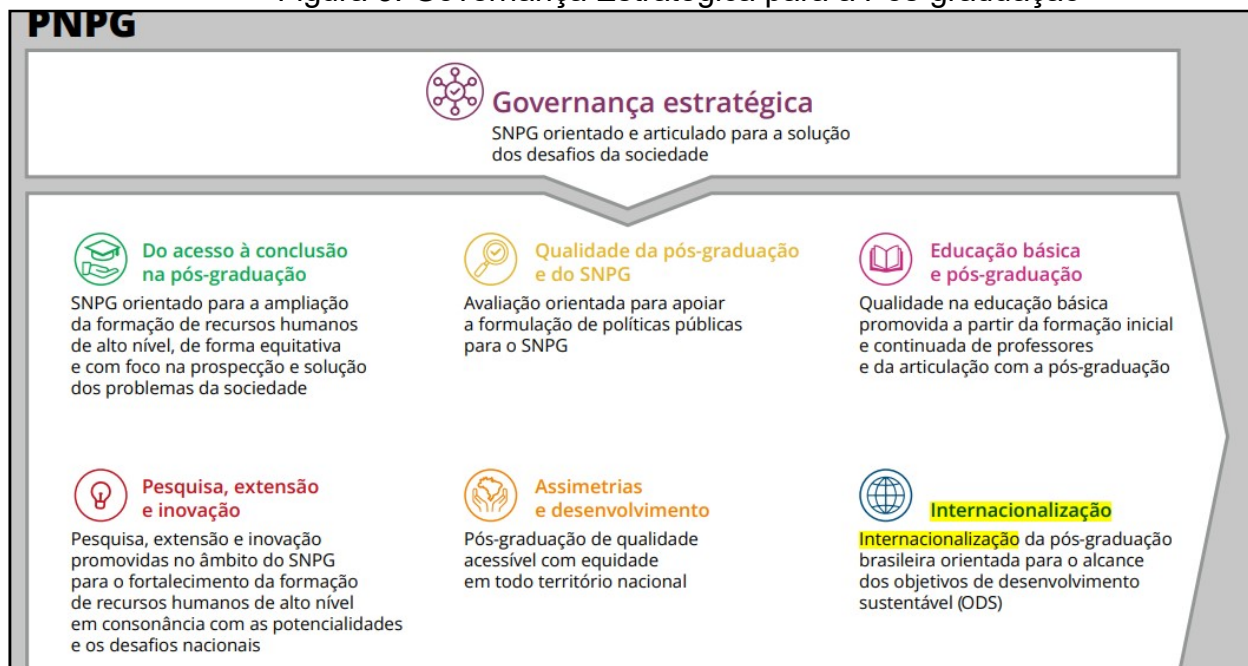 Figura 3: Governança Estratégica para a Pós-graduação
PNPG
Governança estratégica
SNPG orientado e articulado para a solução
dos desafios da sociedade
Do acesso à conclusão
na pós-graduação
SNPG orientado para a ampliação
da formação de recursos humanos
de alto nível, de forma equitativa
e com foco na prospecção e solução
dos problemas da sociedade
Qualidade da pós-graduação
e do SNPG
Avaliação orientada para apoiar
a formulação de políticas públicas
para o SNPG
Educação básica
e pós-graduação
Qualidade na educação básica
promovida a partir da formação inicial
e continuada de professores
e da articulação com a pós-graduação
Pesquisa, extensão
e inovação
Pesquisa, extensão e inovação
promovidas no âmbito do SNPG
para o fortalecimento da formação
de recursos humanos de alto nível
em consonância com as potencialidades
e os desafios nacionais
Assimetrias
e desenvolvimento
Pós-graduação de qualidade
acessível com equidade
em todo território nacional
Internacionalização
Internacionalização da pós-graduação
brasileira orientada para o alcance
dos objetivos de desenvolvimento
sustentável (ODS)